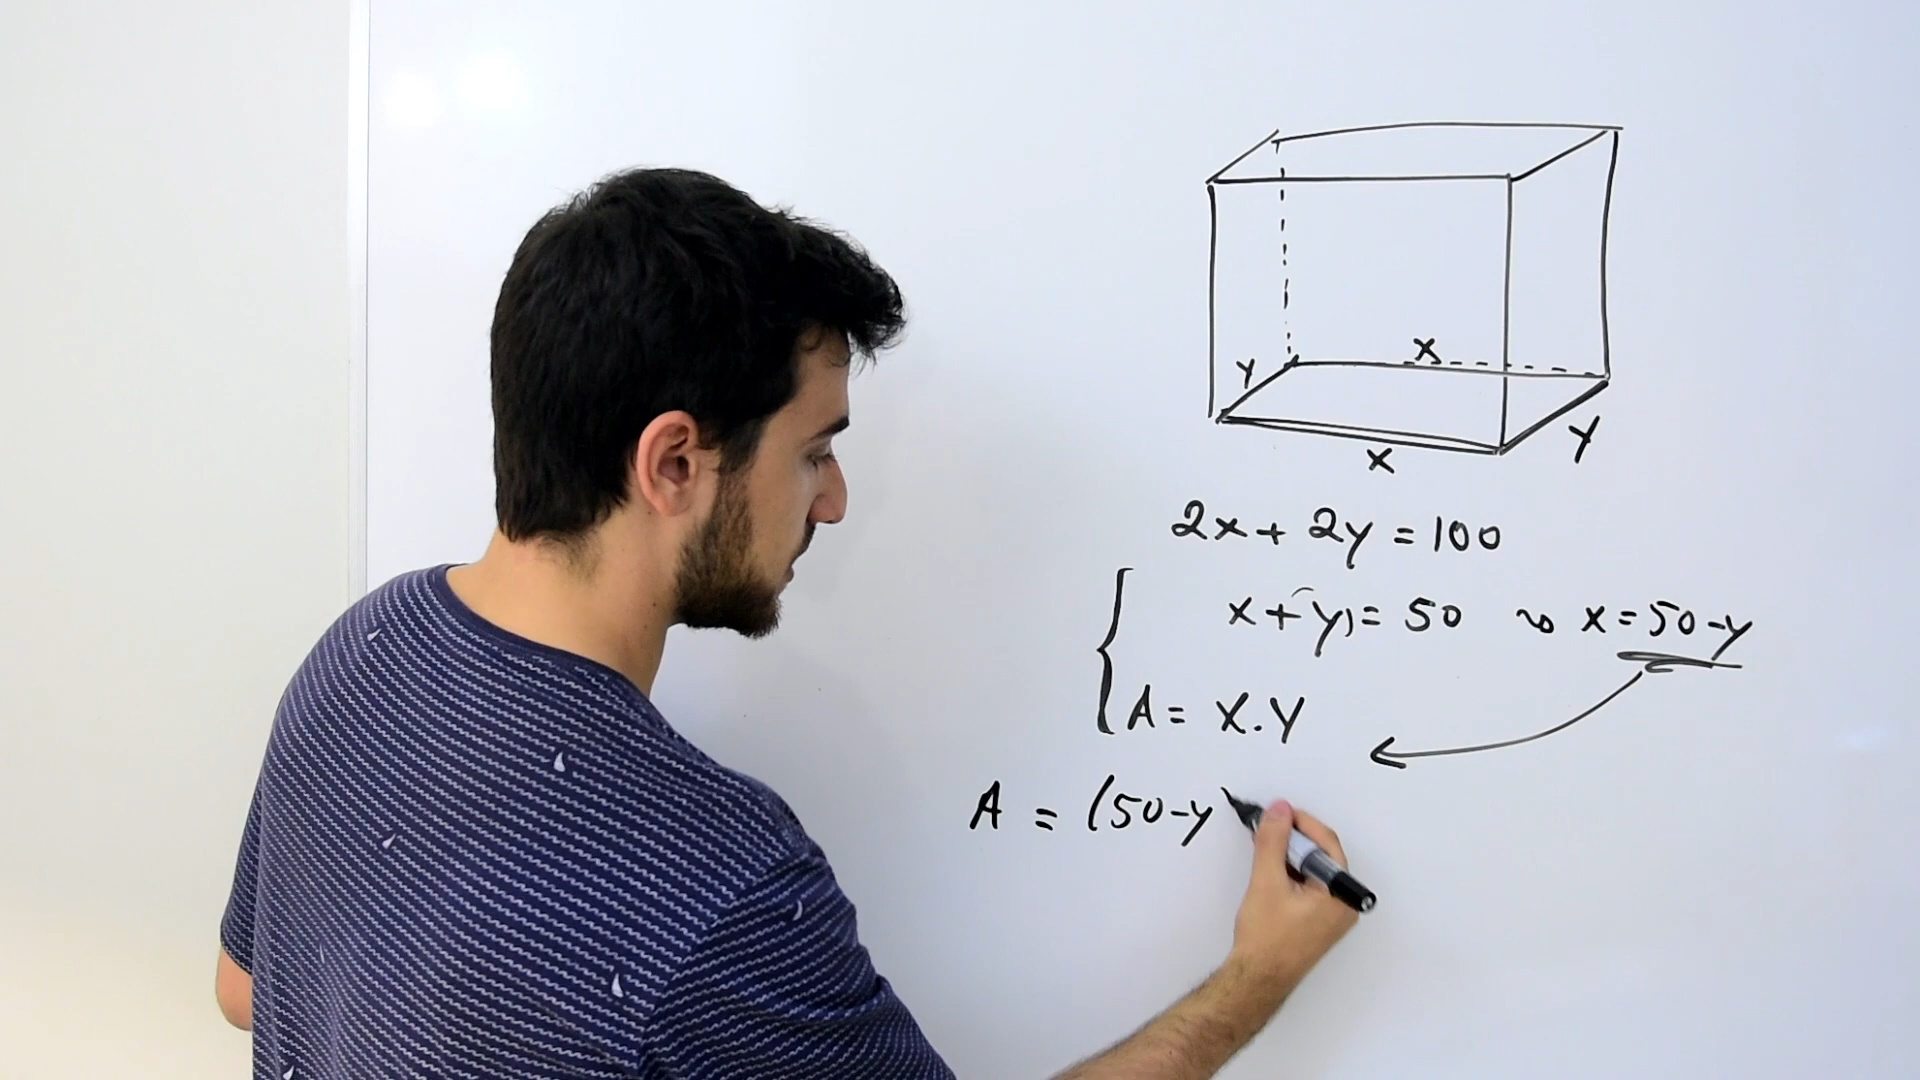 X
Y
Y
X
2x + 2y = 100
x + y = 50 ~> x = 50 - y
A = X.Y
A = (50 - y)